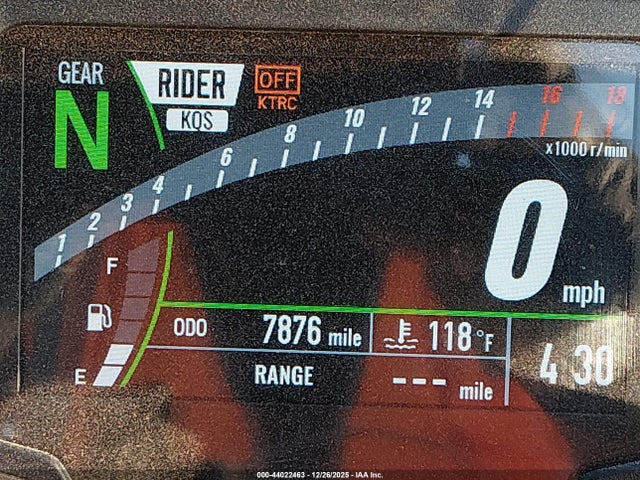 GEAR
N
RIDER
KQS
OFF
KTRC
1 2 3 4 6 8 10 12 14 16 18
x1000 r/min
0 mph
F
E
ODO 7876 mile
118 °F
RANGE --- mile
4 30
000-44022463 - 12/26/2025 - IAA Inc.